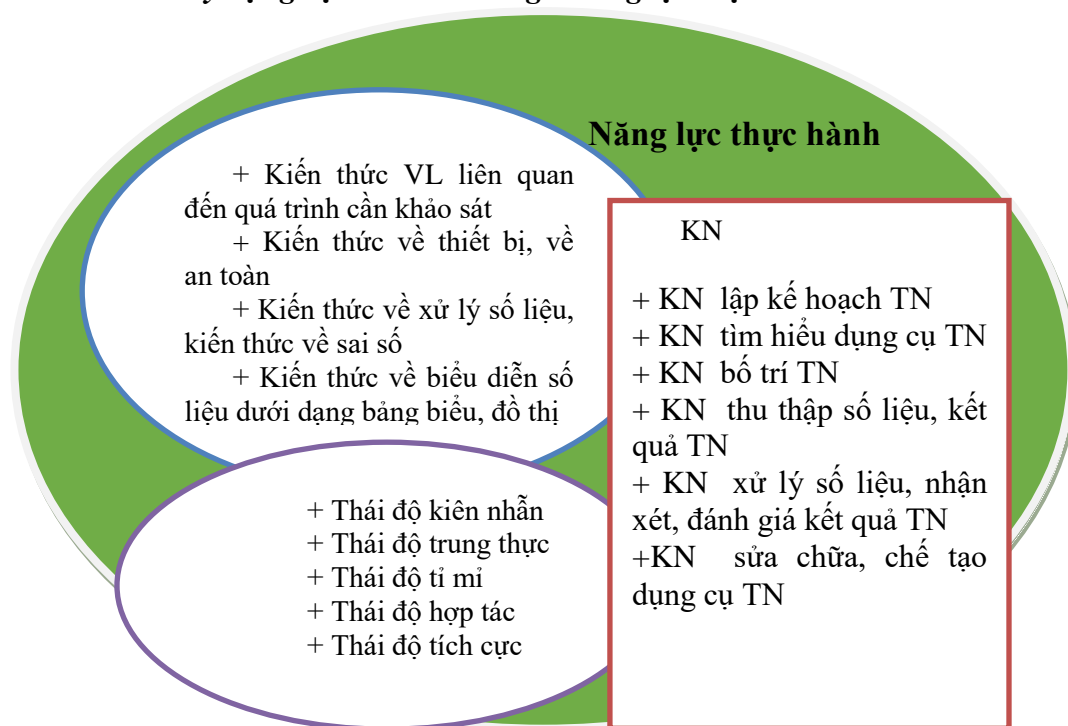 Năng lực thực hành
+ Kiến thức VL liên quan
đến quá trình cần khảo sát
+ Kiến thức về thiết bị, về
an toàn
+ Kiến thức về xử lý số liệu,
kiến thức về sai số
+ Kiến thức về biểu diễn số
liệu dưới dạng bảng biểu, đồ thị
+ Thái độ kiên nhẫn
+ Thái độ trung thực
+ Thái độ tỉ mỉ
+ Thái độ hợp tác
+ Thái độ tích cực
KN
+ KN lập kế hoạch TN
+ KN tìm hiểu dụng cụ TN
+ KN bố trí TN
+ KN thu thập số liệu, kết
quả TN
+ KN xử lý số liệu, nhận
xét, đánh giá kết quả TN
+KN sửa chữa, chế tạo
dụng cụ TN